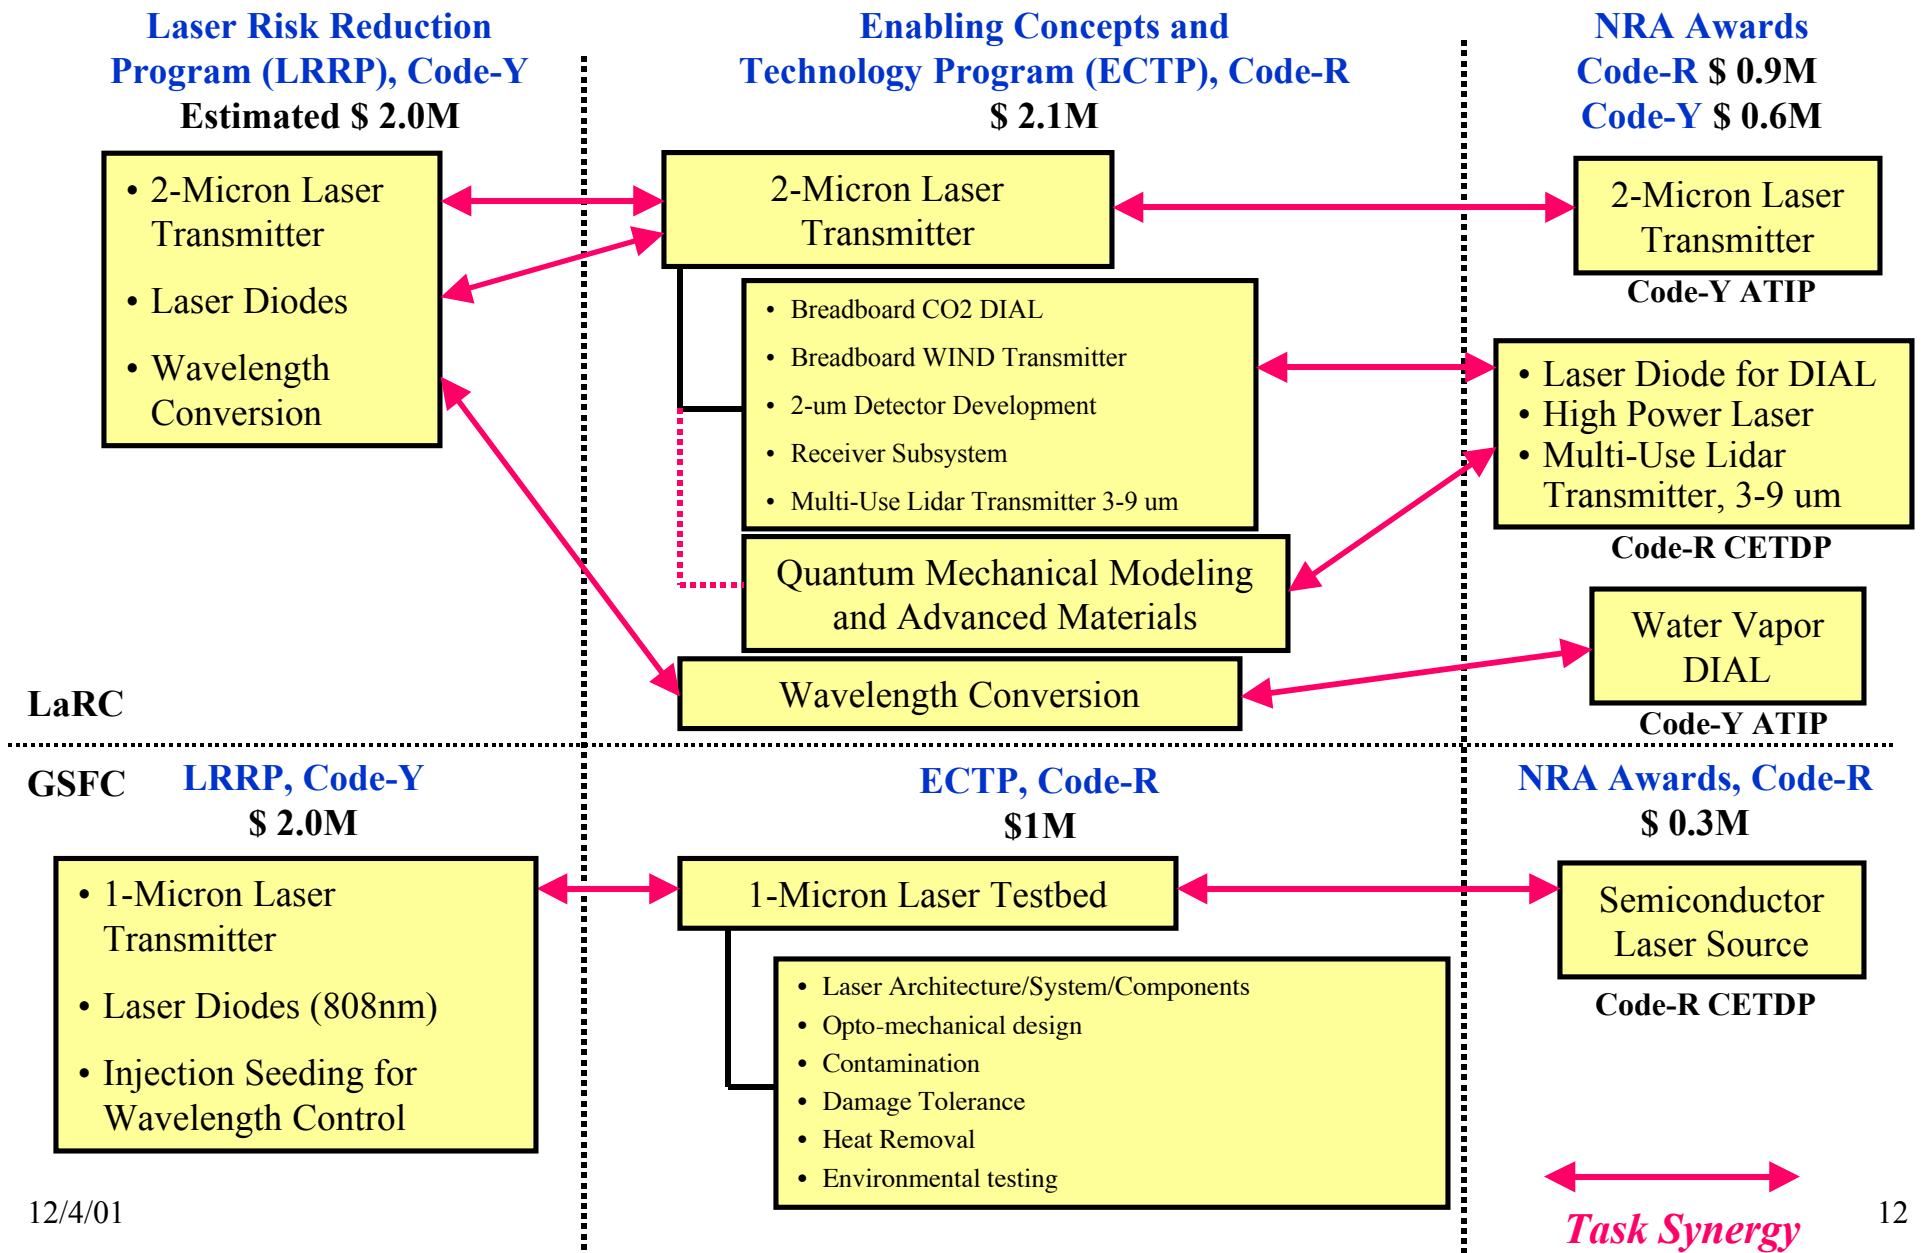 Laser Risk Reduction
Program (LRRP), Code-Y
Estimated $ 2.0M
Enabling Concepts and
Technology Program (ECTP), Code-R
$ 2.1M
NRA Awards
Code-R $ 0.9M
Code-Y $ 0.6M
• 2-Micron Laser
Transmitter
• Laser Diodes
• Wavelength
Conversion
2-Micron Laser
Transmitter
• Breadboard CO2 DIAL
• Breadboard WIND Transmitter
• 2-um Detector Development
• Receiver Subsystem
• Multi-Use Lidar Transmitter 3-9 um
Quantum Mechanical Modeling
and Advanced Materials
Wavelength Conversion
2-Micron Laser
Transmitter
Code-Y ATIP
• Laser Diode for DIAL
• High Power Laser
• Multi-Use Lidar
Transmitter, 3-9 um
Code-R CETDP
Water Vapor
DIAL
Code-Y ATIP
LaRC
GSFC
LRRP, Code-Y
$ 2.0M
ECTP, Code-R
$1M
NRA Awards, Code-R
$ 0.3M
• 1-Micron Laser
Transmitter
• Laser Diodes (808nm)
• Injection Seeding for
Wavelength Control
1-Micron Laser Testbed
• Laser Architecture/System/Components
• Opto-mechanical design
• Contamination
• Damage Tolerance
• Heat Removal
• Environmental testing
Semiconductor
Laser Source
Code-R CETDP
Task Synergy
12/4/01
12